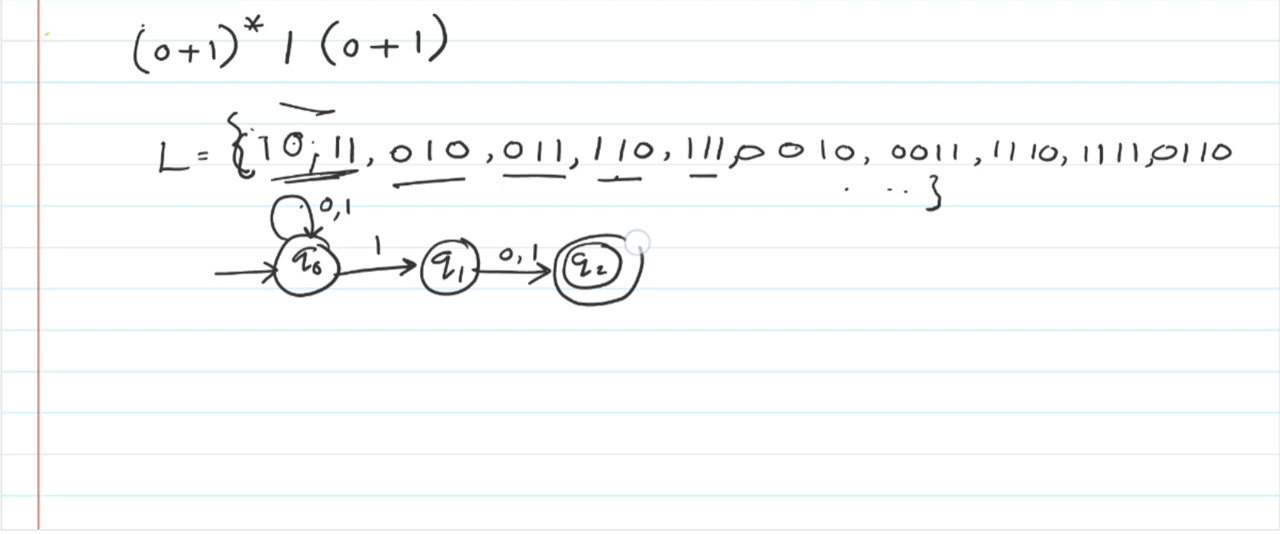 (0+1)* 1 (0+1)
L = {10, 11, 010, 011, 110, 111, 0010, 0011, 1110, 1111, 0110
. .. }
0,1
1 0,1
q0 q1 q2